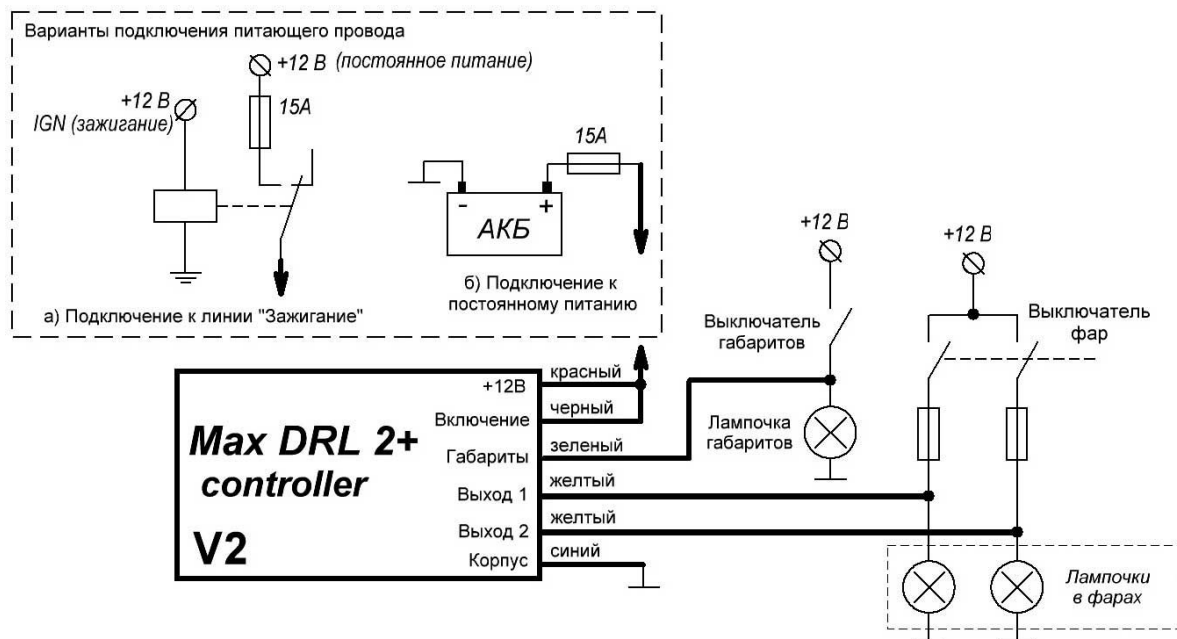 Варианты подключения питающего провода
+12 В (постоянное питание)
+12 В
IGN (зажигание)
15А
15А
-
+
АКБ
а) Подключение к линии "Зажигание"
б) Подключение к
постоянному питанию
+12 В
+12 В
Выключатель
габаритов
Выключатель
фар
Лампочка
габаритов
Max DRL 2+
controller
V2
+12В
красный
Включение
черный
Габариты
зеленый
Выход 1
желтый
Выход 2
желтый
Корпус
синий
Лампочки
в фарах